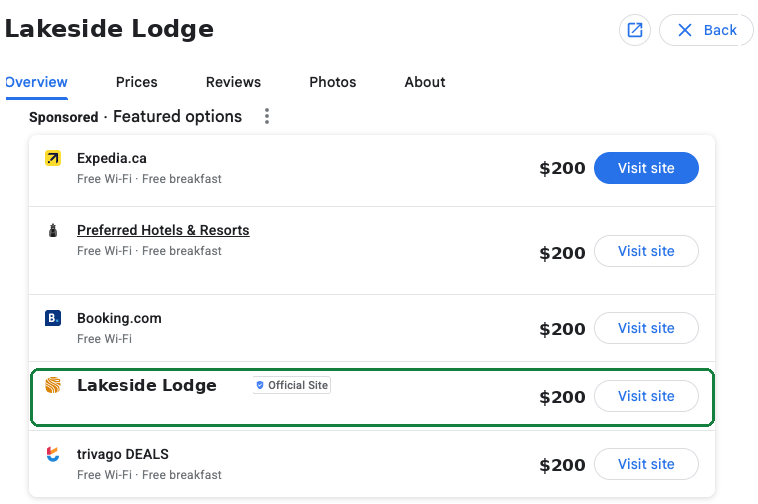 Lakeside Lodge
Back
Overview Prices Reviews Photos About
Sponsored · Featured options
Expedia.ca
Free Wi-Fi · Free breakfast
$200 Visit site
Preferred Hotels & Resorts
Free Wi-Fi · Free breakfast
$200 Visit site
B.
Booking.com
Free Wi-Fi
$200 Visit site
Lakeside Lodge
Official Site
$200 Visit site
trivago DEALS
Free Wi-Fi · Free breakfast
$200 Visit site